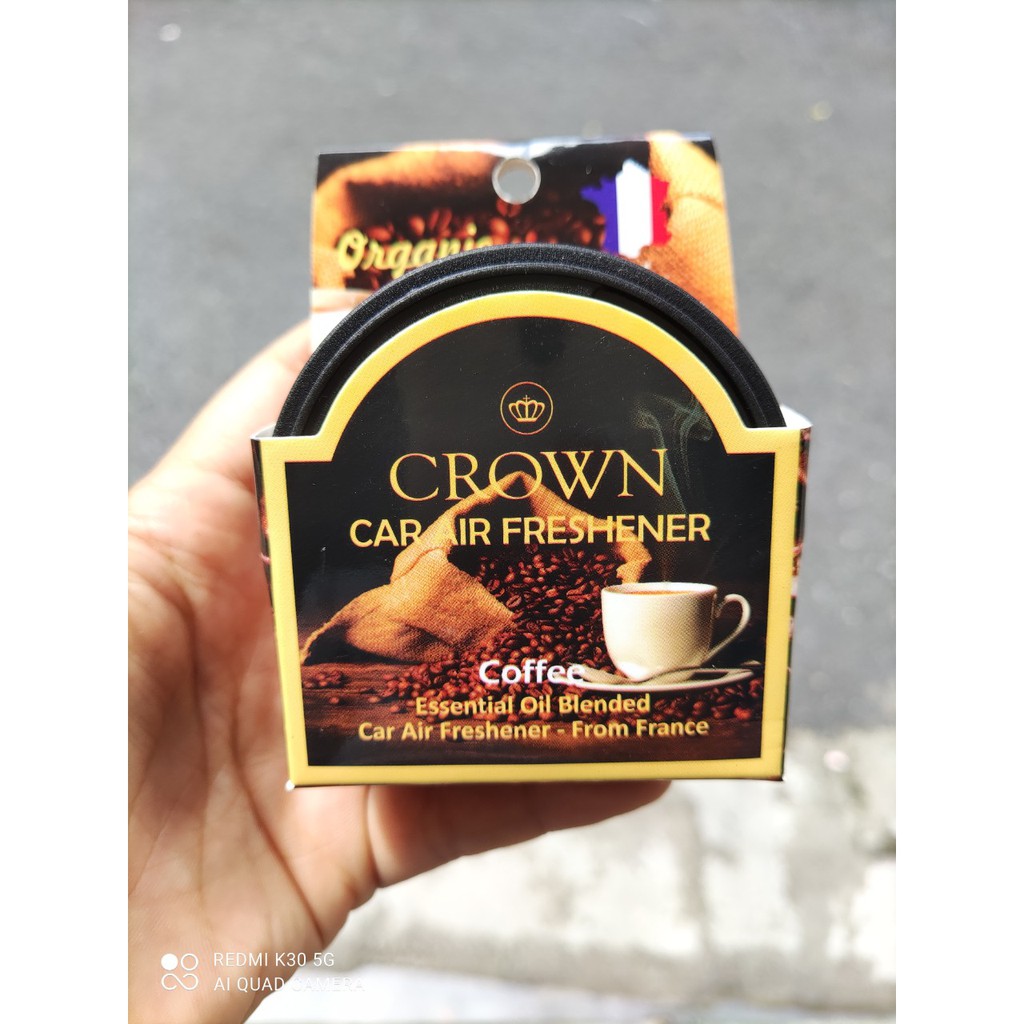 Organic
CROWN
CAR AIR FRESHENER
Coffee
Essential Oil Blended
Car Air Freshener - From France
REDMI K30 5G
AI QUAD CAMERA